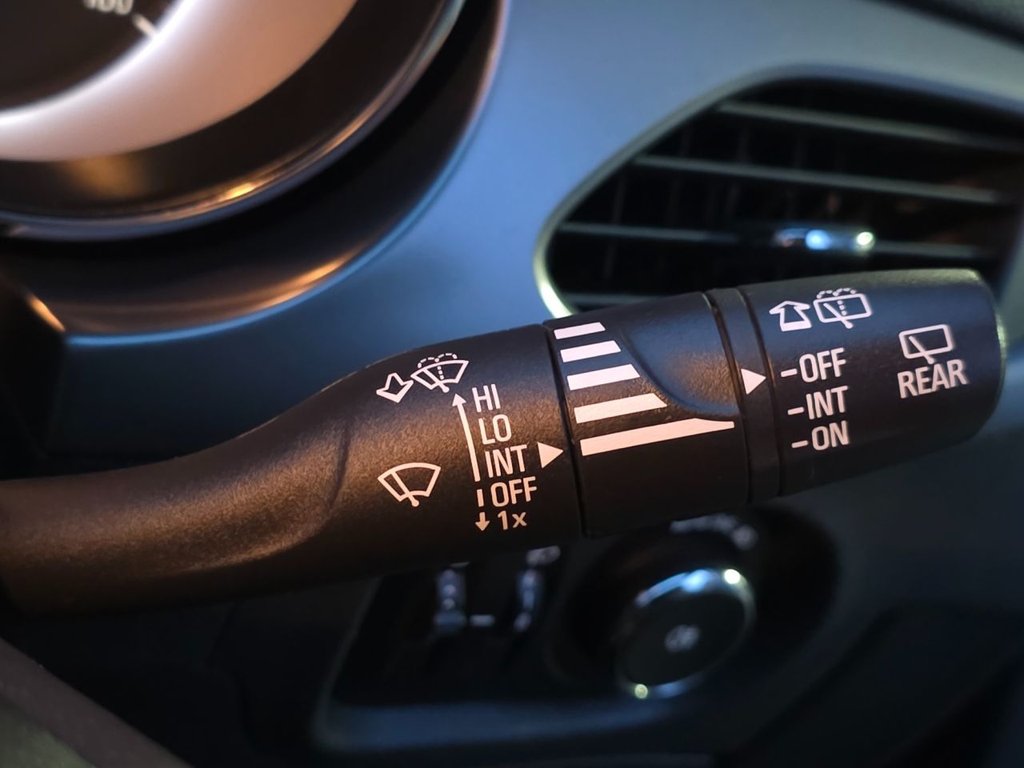 HI
LO
INT
OFF
1x
-OFF
-INT
-ON
REAR